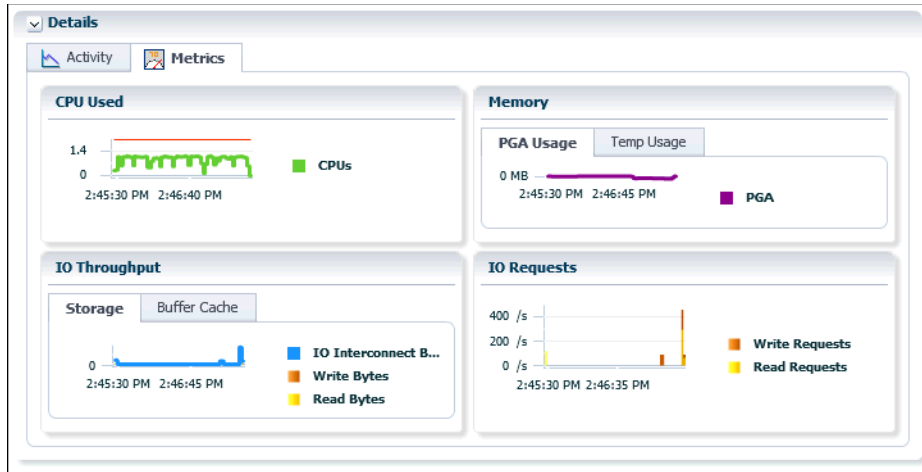 Details
Activity
Metrics
CPU Used
1.4
0
2:45:30 PM 2:46:40 PM
CPUs
Memory
PGA Usage
Temp Usage
0 MB
2:45:30 PM 2:46:45 PM
PGA
IO Throughput
Storage
Buffer Cache
0
2:45:30 PM 2:46:45 PM
IO Interconnect B...
Write Bytes
Read Bytes
IO Requests
400 /s
200 /s
0 /s
2:45:30 PM 2:46:35 PM
Write Requests
Read Requests